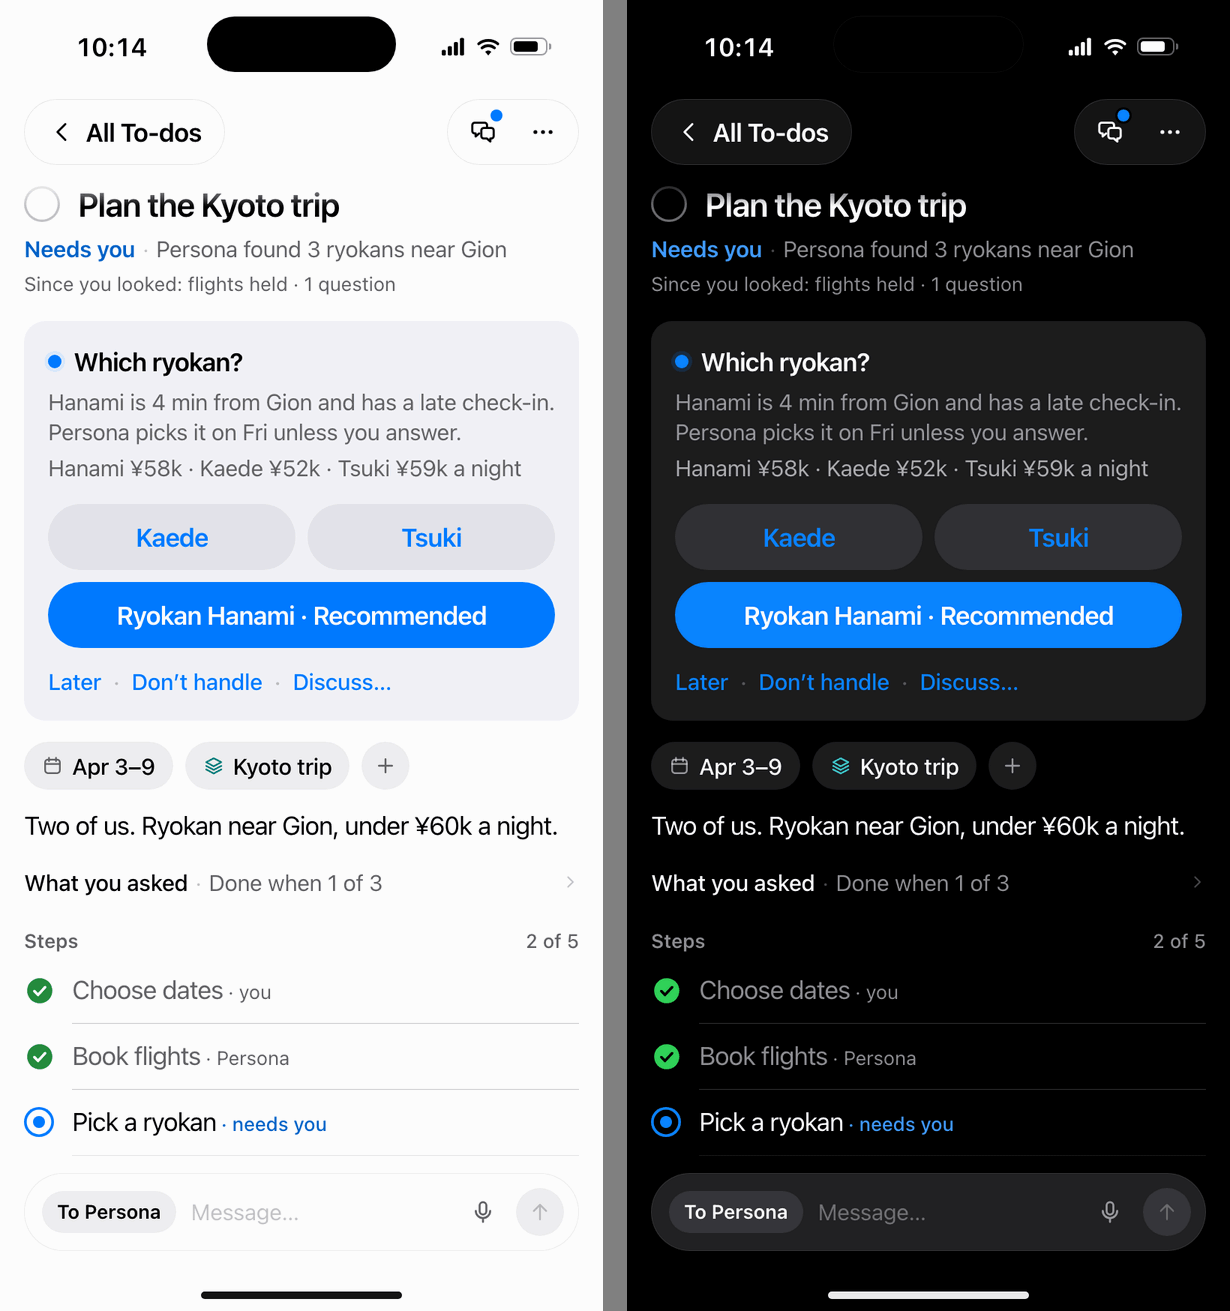 10:14
All To-dos
Plan the Kyoto trip
Needs you · Persona found 3 ryokans near Gion
Since you looked: flights held · 1 question
Which ryokan?
Hanami is 4 min from Gion and has a late check-in.
Persona picks it on Fri unless you answer.
Hanami ¥58k · Kaede ¥52k · Tsuki ¥59k a night
Kaede
Tsuki
Ryokan Hanami · Recommended
Later · Don’t handle · Discuss...
Apr 3–9
Kyoto trip
Two of us. Ryokan near Gion, under ¥60k a night.
What you asked · Done when 1 of 3
Steps
2 of 5
Choose dates · you
Book flights · Persona
Pick a ryokan · needs you
To Persona
Message...
10:14
All To-dos
Plan the Kyoto trip
Needs you · Persona found 3 ryokans near Gion
Since you looked: flights held · 1 question
Which ryokan?
Hanami is 4 min from Gion and has a late check-in.
Persona picks it on Fri unless you answer.
Hanami ¥58k · Kaede ¥52k · Tsuki ¥59k a night
Kaede
Tsuki
Ryokan Hanami · Recommended
Later · Don’t handle · Discuss...
Apr 3–9
Kyoto trip
Two of us. Ryokan near Gion, under ¥60k a night.
What you asked · Done when 1 of 3
Steps
2 of 5
Choose dates · you
Book flights · Persona
Pick a ryokan · needs you
To Persona
Message...